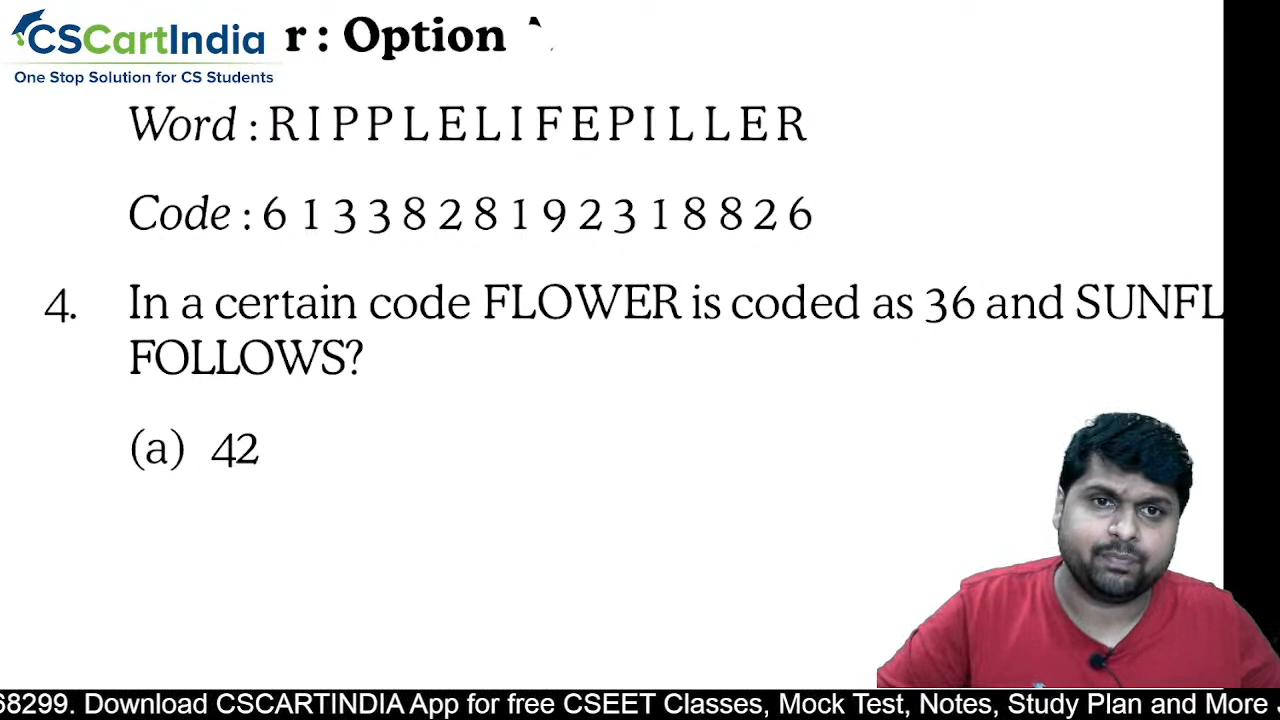 CSCartIndia
One Stop Solution for CS Students
r : Option
Word : R I P P L E L I F E P I L L E R
Code : 6 1 3 3 8 2 8 1 9 2 3 1 8 8 2 6
4. In a certain code FLOWER is coded as 36 and SUNFL
FOLLOWS?
(a) 42
68299. Download CSCARTINDIA App for free CSEET Classes, Mock Test, Notes, Study Plan and More